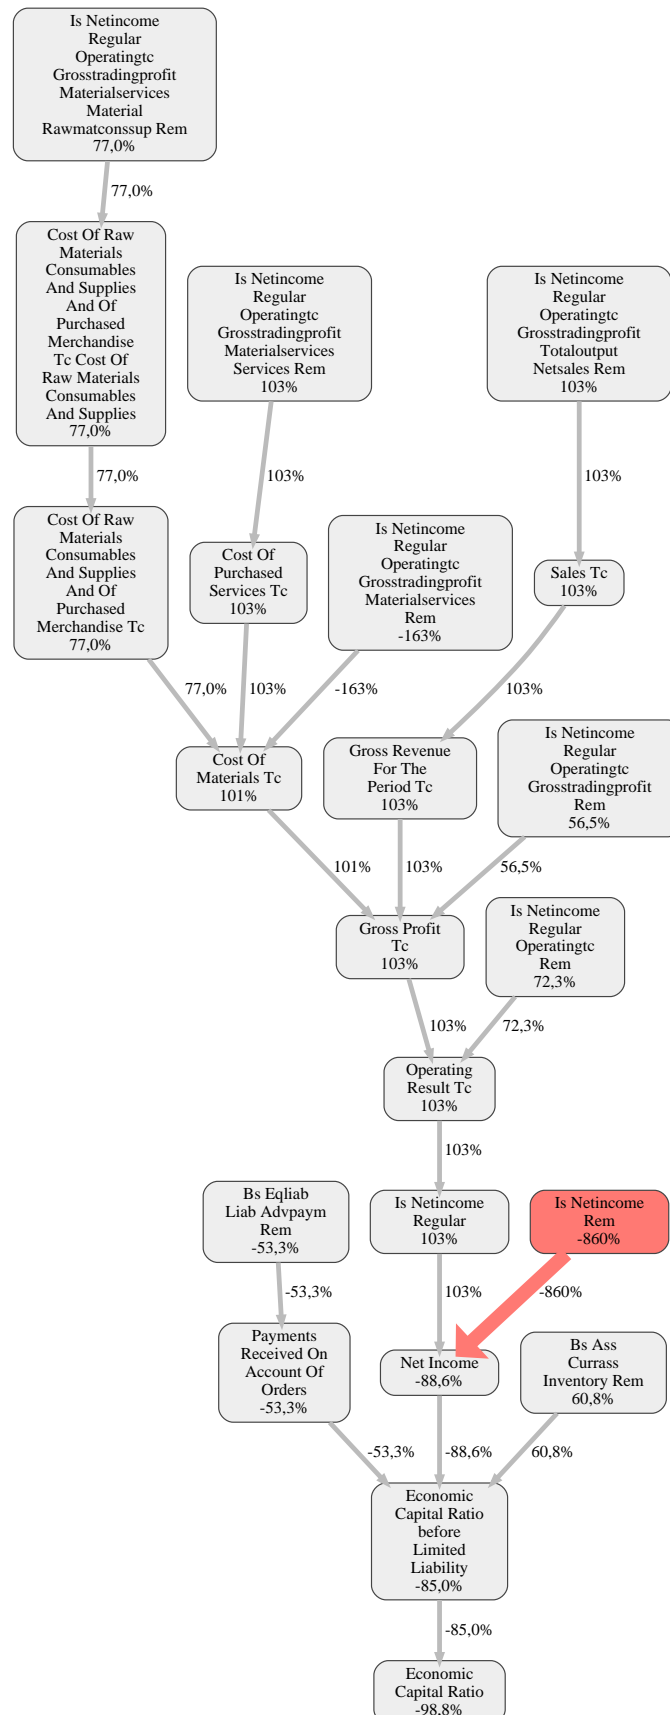 Is Netincome
Regular
Operatingtc
Grosstradingprofit
Materialservices
Material
Rawmatconssup Rem
77,0%
77,0%
Cost Of Raw
Materials
Consumables
And Supplies
And Of
Purchased
Merchandise
Tc Cost Of
Raw Materials
Consumables
And Supplies
77,0%
Is Netincome
Regular
Operatingtc
Grosstradingprofit
Materialservices
Services Rem
103%
Is Netincome
Regular
Operatingtc
Grosstradingprofit
Totaloutput
Netsales Rem
103%
77,0%
103%
103%
Cost Of Raw
Materials
Consumables
And Supplies
And Of
Purchased
Merchandise Tc
77,0%
Cost Of
Purchased
Services Tc
103%
Is Netincome
Regular
Operatingtc
Grosstradingprofit
Materialservices
Rem
-163%
Sales Tc
103%
77,0%
103%
-163%
103%
Cost Of
Materials Tc
101%
Gross Revenue
For The
Period Tc
103%
Is Netincome
Regular
Operatingtc
Grosstradingprofit
Rem
56,5%
101%
103%
56,5%
Gross Profit
Tc
103%
Is Netincome
Regular
Operatingtc
Rem
72,3%
103%
72,3%
Operating
Result Tc
103%
103%
Bs Eqliab
Liab Advpaym
Rem
-53,3%
Is Netincome
Regular
103%
Is Netincome
Rem
-860%
-53,3%
103%
-860%
Payments
Received On
Account Of
Orders
-53,3%
Net Income
-88,6%
Bs Ass
Currass
Inventory Rem
60,8%
-53,3%
-88,6%
60,8%
Economic
Capital Ratio
before
Limited
Liability
-85,0%
-85,0%
Economic
Capital Ratio
-98,8%